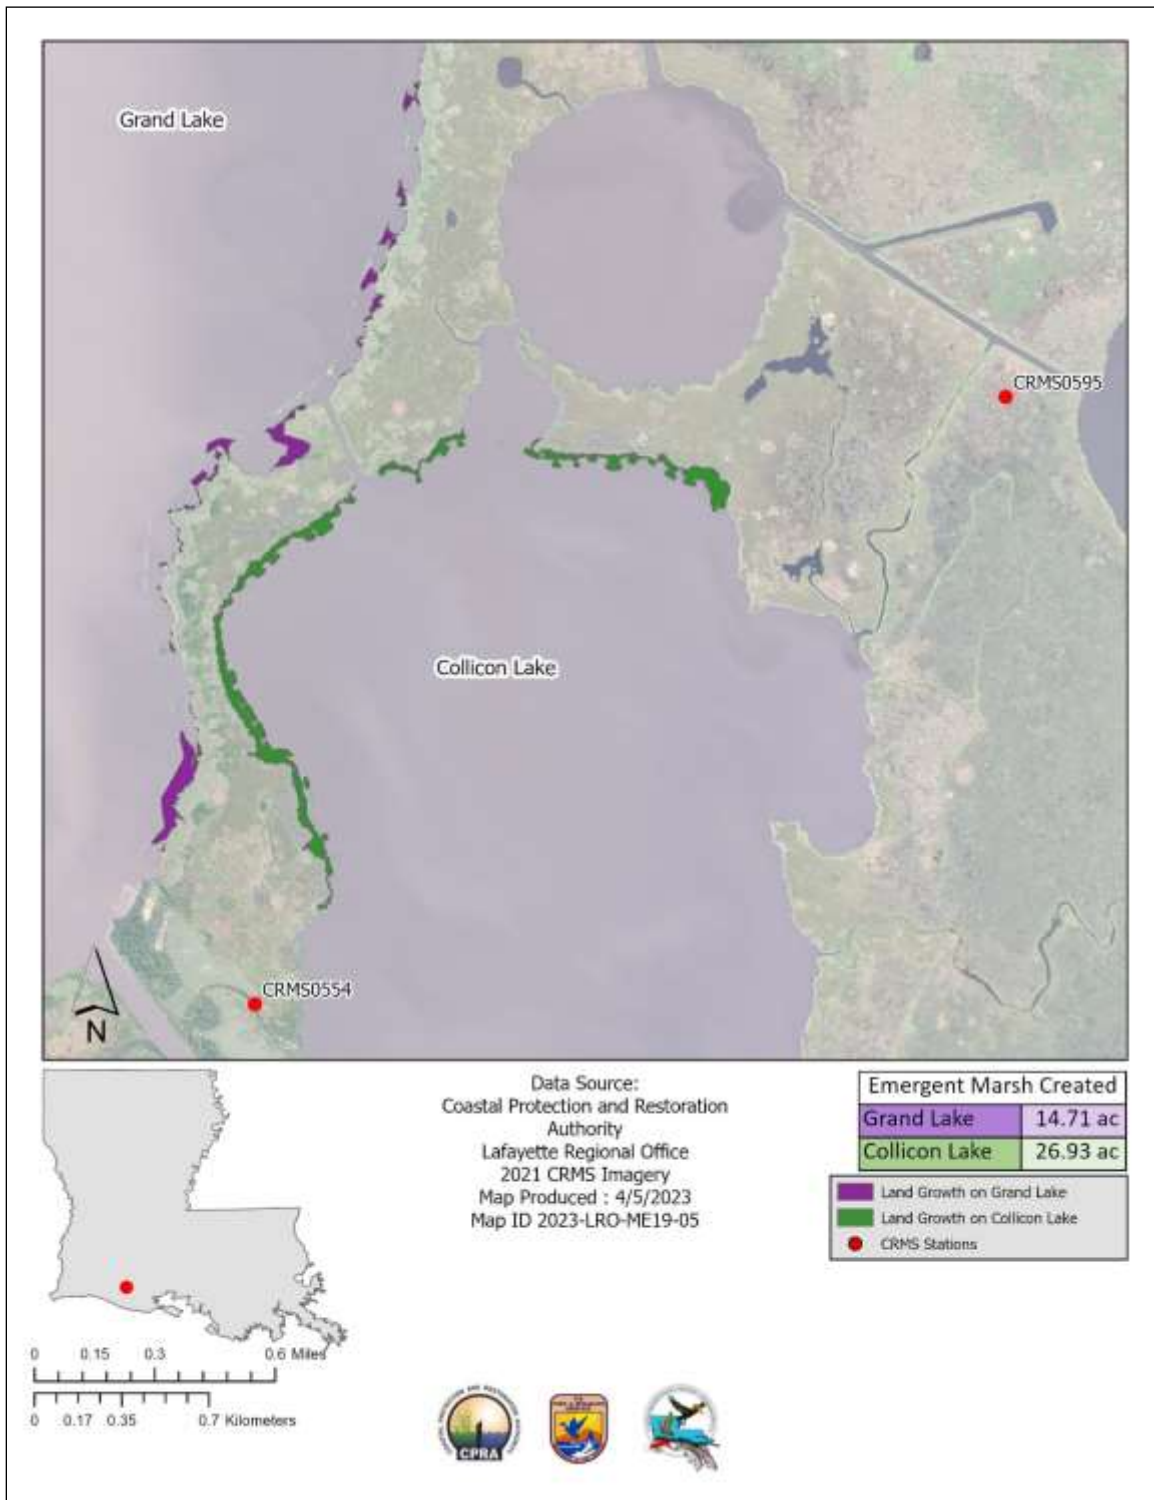 Grand Lake
CRMS0595
Collicon Lake
CRMS0554
N
Data Source:
Coastal Protection and Restoration
Authority
Lafayette Regional Office
2021 CRMS Imagery
Map Produced : 4/5/2023
Map ID 2023-LRO-ME19-05
Emergent Marsh Created
Grand Lake 14.71 ac
Collicon Lake 26.93 ac
Land Growth on Grand Lake
Land Growth on Collicon Lake
CRMS Stations
0 0.15 0.3 0.6 Miles
0 0.17 0.35 0.7 Kilometers
CPRA